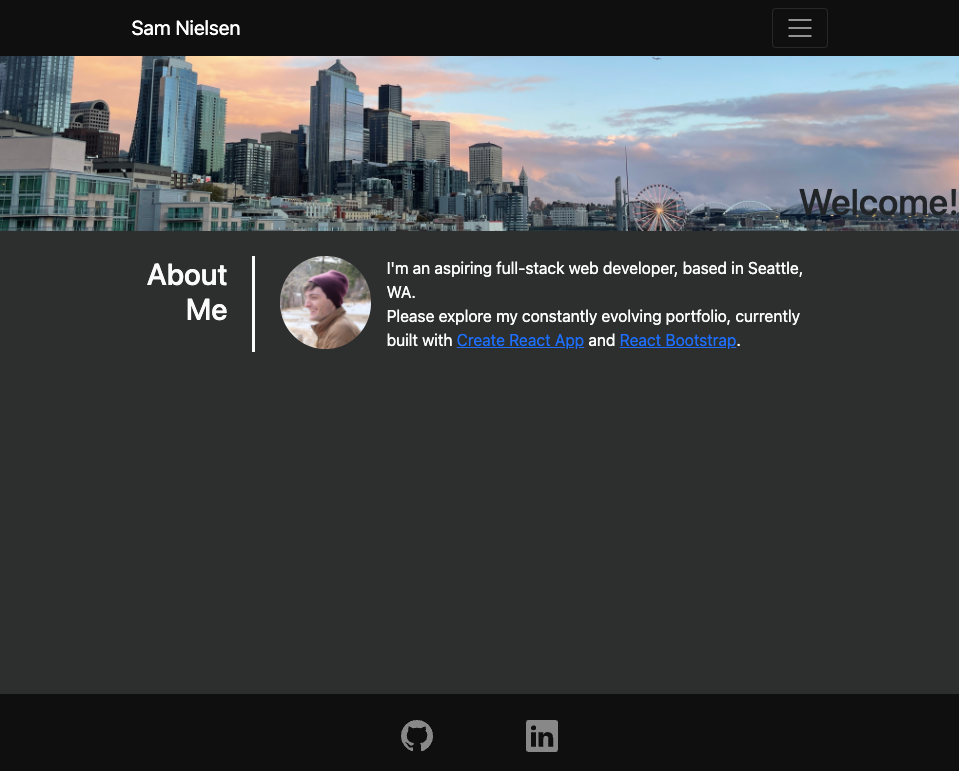 Sam Nielsen
Welcome!
About
Me
I'm an aspiring full-stack web developer, based in Seattle,
WA.
Please explore my constantly evolving portfolio, currently
built with Create React App and React Bootstrap.
in